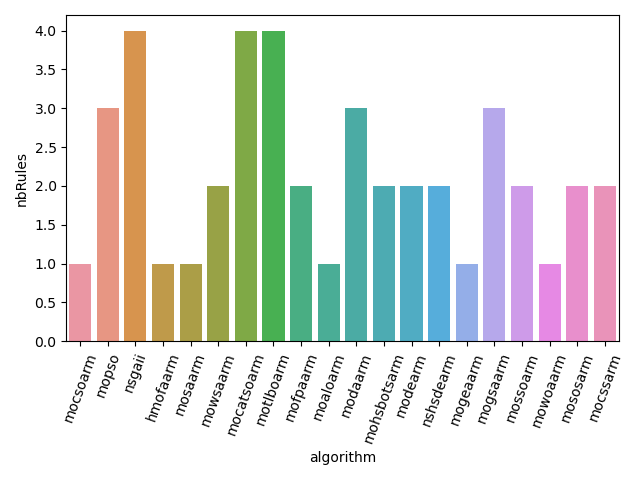 4.0
3.5
3.0
2.5
2.0
1.5
1.0
0.5
0.0
nbRules
mocsoarm
mopso
nsgaii
hmofaarm
mosaarm
mowsaarm
mocatsoarm
motlboarm
mofpaarm
moaloarm
modaarm
mohsbotsarm
modearm
nshsdearm
mogeaarm
mogsaarm
mossoarm
mowoaarm
mososarm
mocssarm
algorithm